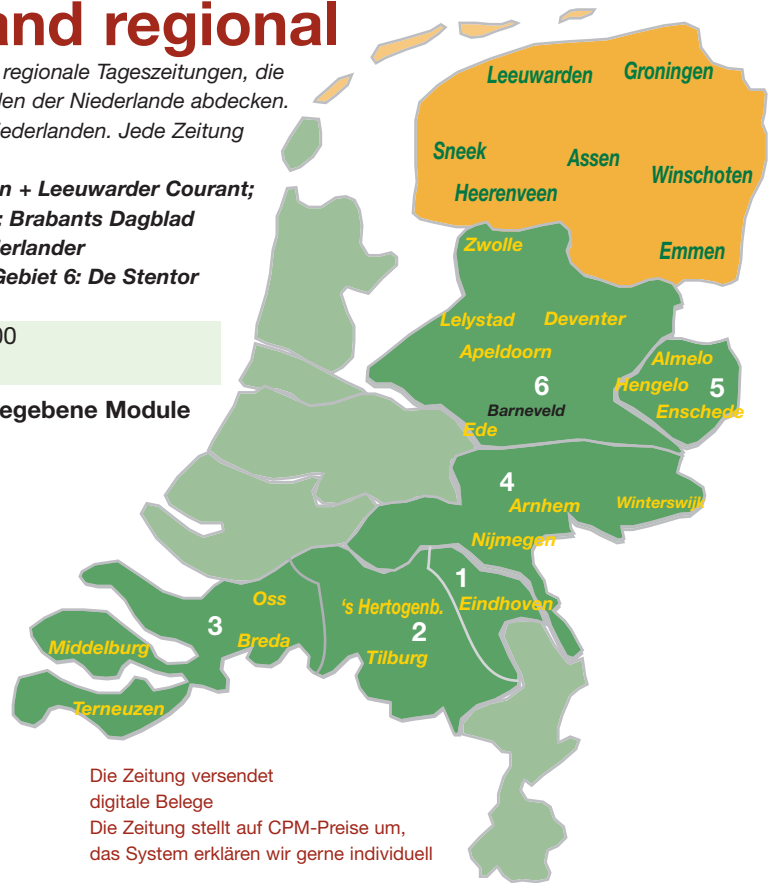 and regional
regionale Tageszeitungen, die
den der Niederlande abdecken.
iederlanden. Jede Zeitung
n + Leeuwarder Courant;
: Brabants Dagblad
derlander
Gebiet 6: De Stentor
00
egebene Module
Leeuwarden
Groningen
Sneek
Assen
Winschoten
Heerenveen
Emmen
Zwolle
Lelystad
Deventer
Apeldoorn
Almelo
Hengelo
5
6
Enschede
Barneveld
Ede
4
Arnhem
Winterswijk
Nijmegen
1
Oss
's Hertogenb.
Eindhoven
3
2
Breda
Middelburg
Tilburg
Terneuzen
Die Zeitung versendet
digitale Belege
Die Zeitung stellt auf CPM-Preise um,
das System erklären wir gerne individuell